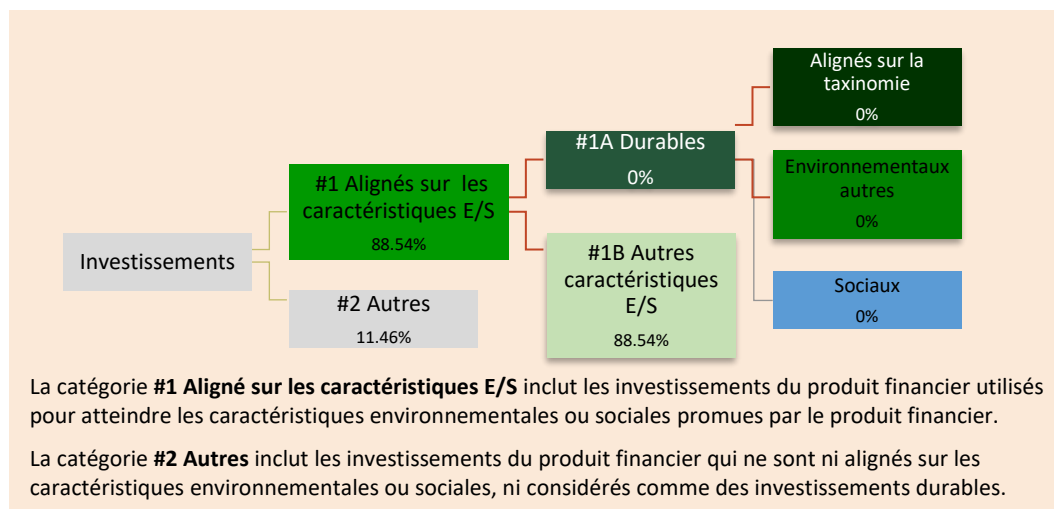 Investissements
#1 Alignés sur les
caractéristiques E/S
88.54%
#2 Autres
11.46%
#1A Durables
0%
#1B Autres
caractéristiques
E/S
88.54%
Alignés sur la
taxinomie
0%
Environnementaux
autres
0%
Sociaux
0%
La catégorie #1 Aligné sur les caractéristiques E/S inclut les investissements du produit financier utilisés
pour atteindre les caractéristiques environnementales ou sociales promues par le produit financier.
La catégorie #2 Autres inclut les investissements du produit financier qui ne sont ni alignés sur les
caractéristiques environnementales ou sociales, ni considérés comme des investissements durables.